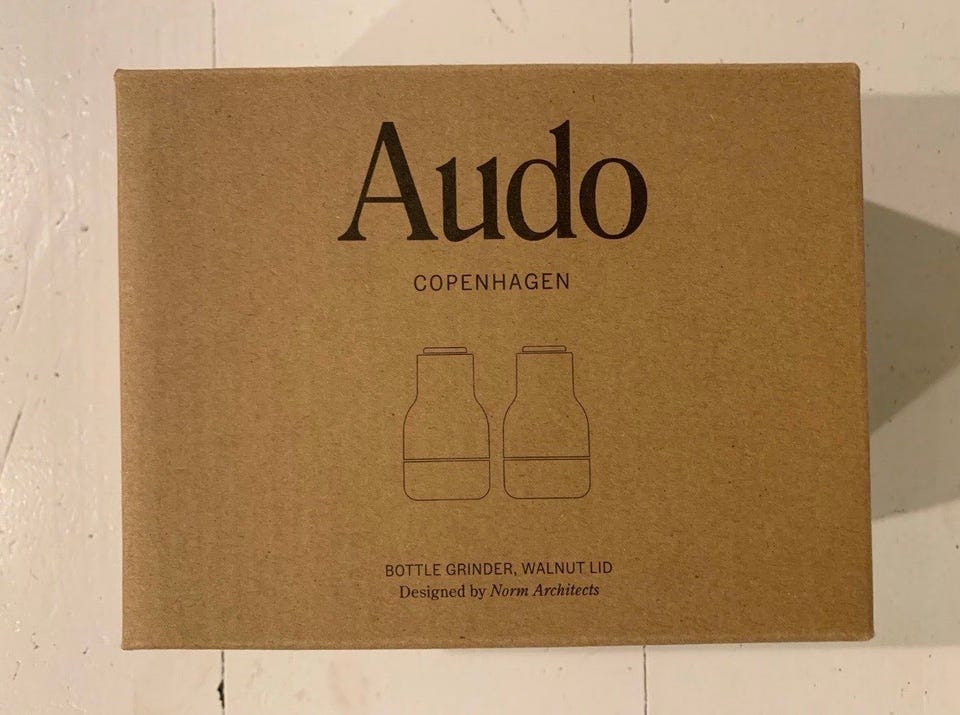 Audo
COPENHAGEN
BOTTLE GRINDER, WALNUT LID
Designed by Norm Architects